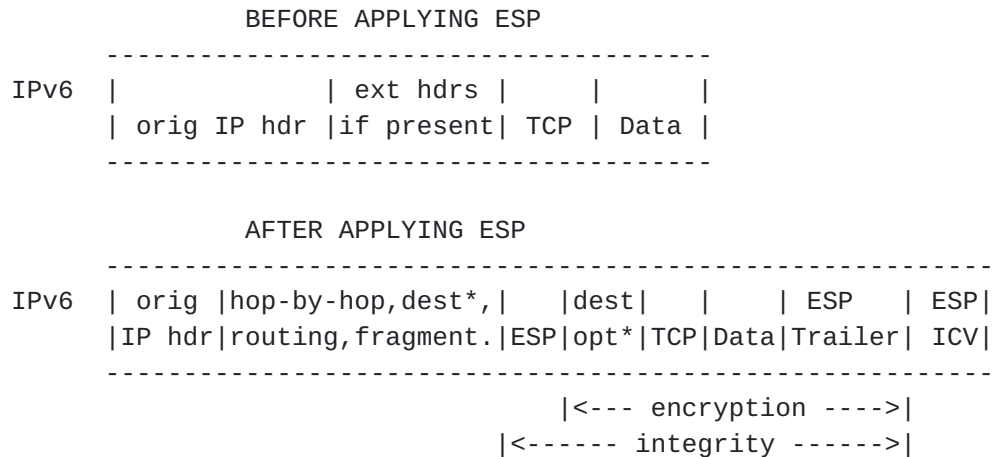 BEFORE APPLYING ESP
---------------------------------------
IPv6 | | ext hdrs | | |
| orig IP hdr |if present| TCP | Data |
---------------------------------------
AFTER APPLYING ESP
---------------------------------------------------------
IPv6 | orig |hop-by-hop,dest*,| |dest| | | ESP | ESP|
|IP hdr|routing,fragment.|ESP|opt*|TCP|Data|Trailer| ICV|
---------------------------------------------------------
|<--- encryption ---->|
|<------ integrity ------>|